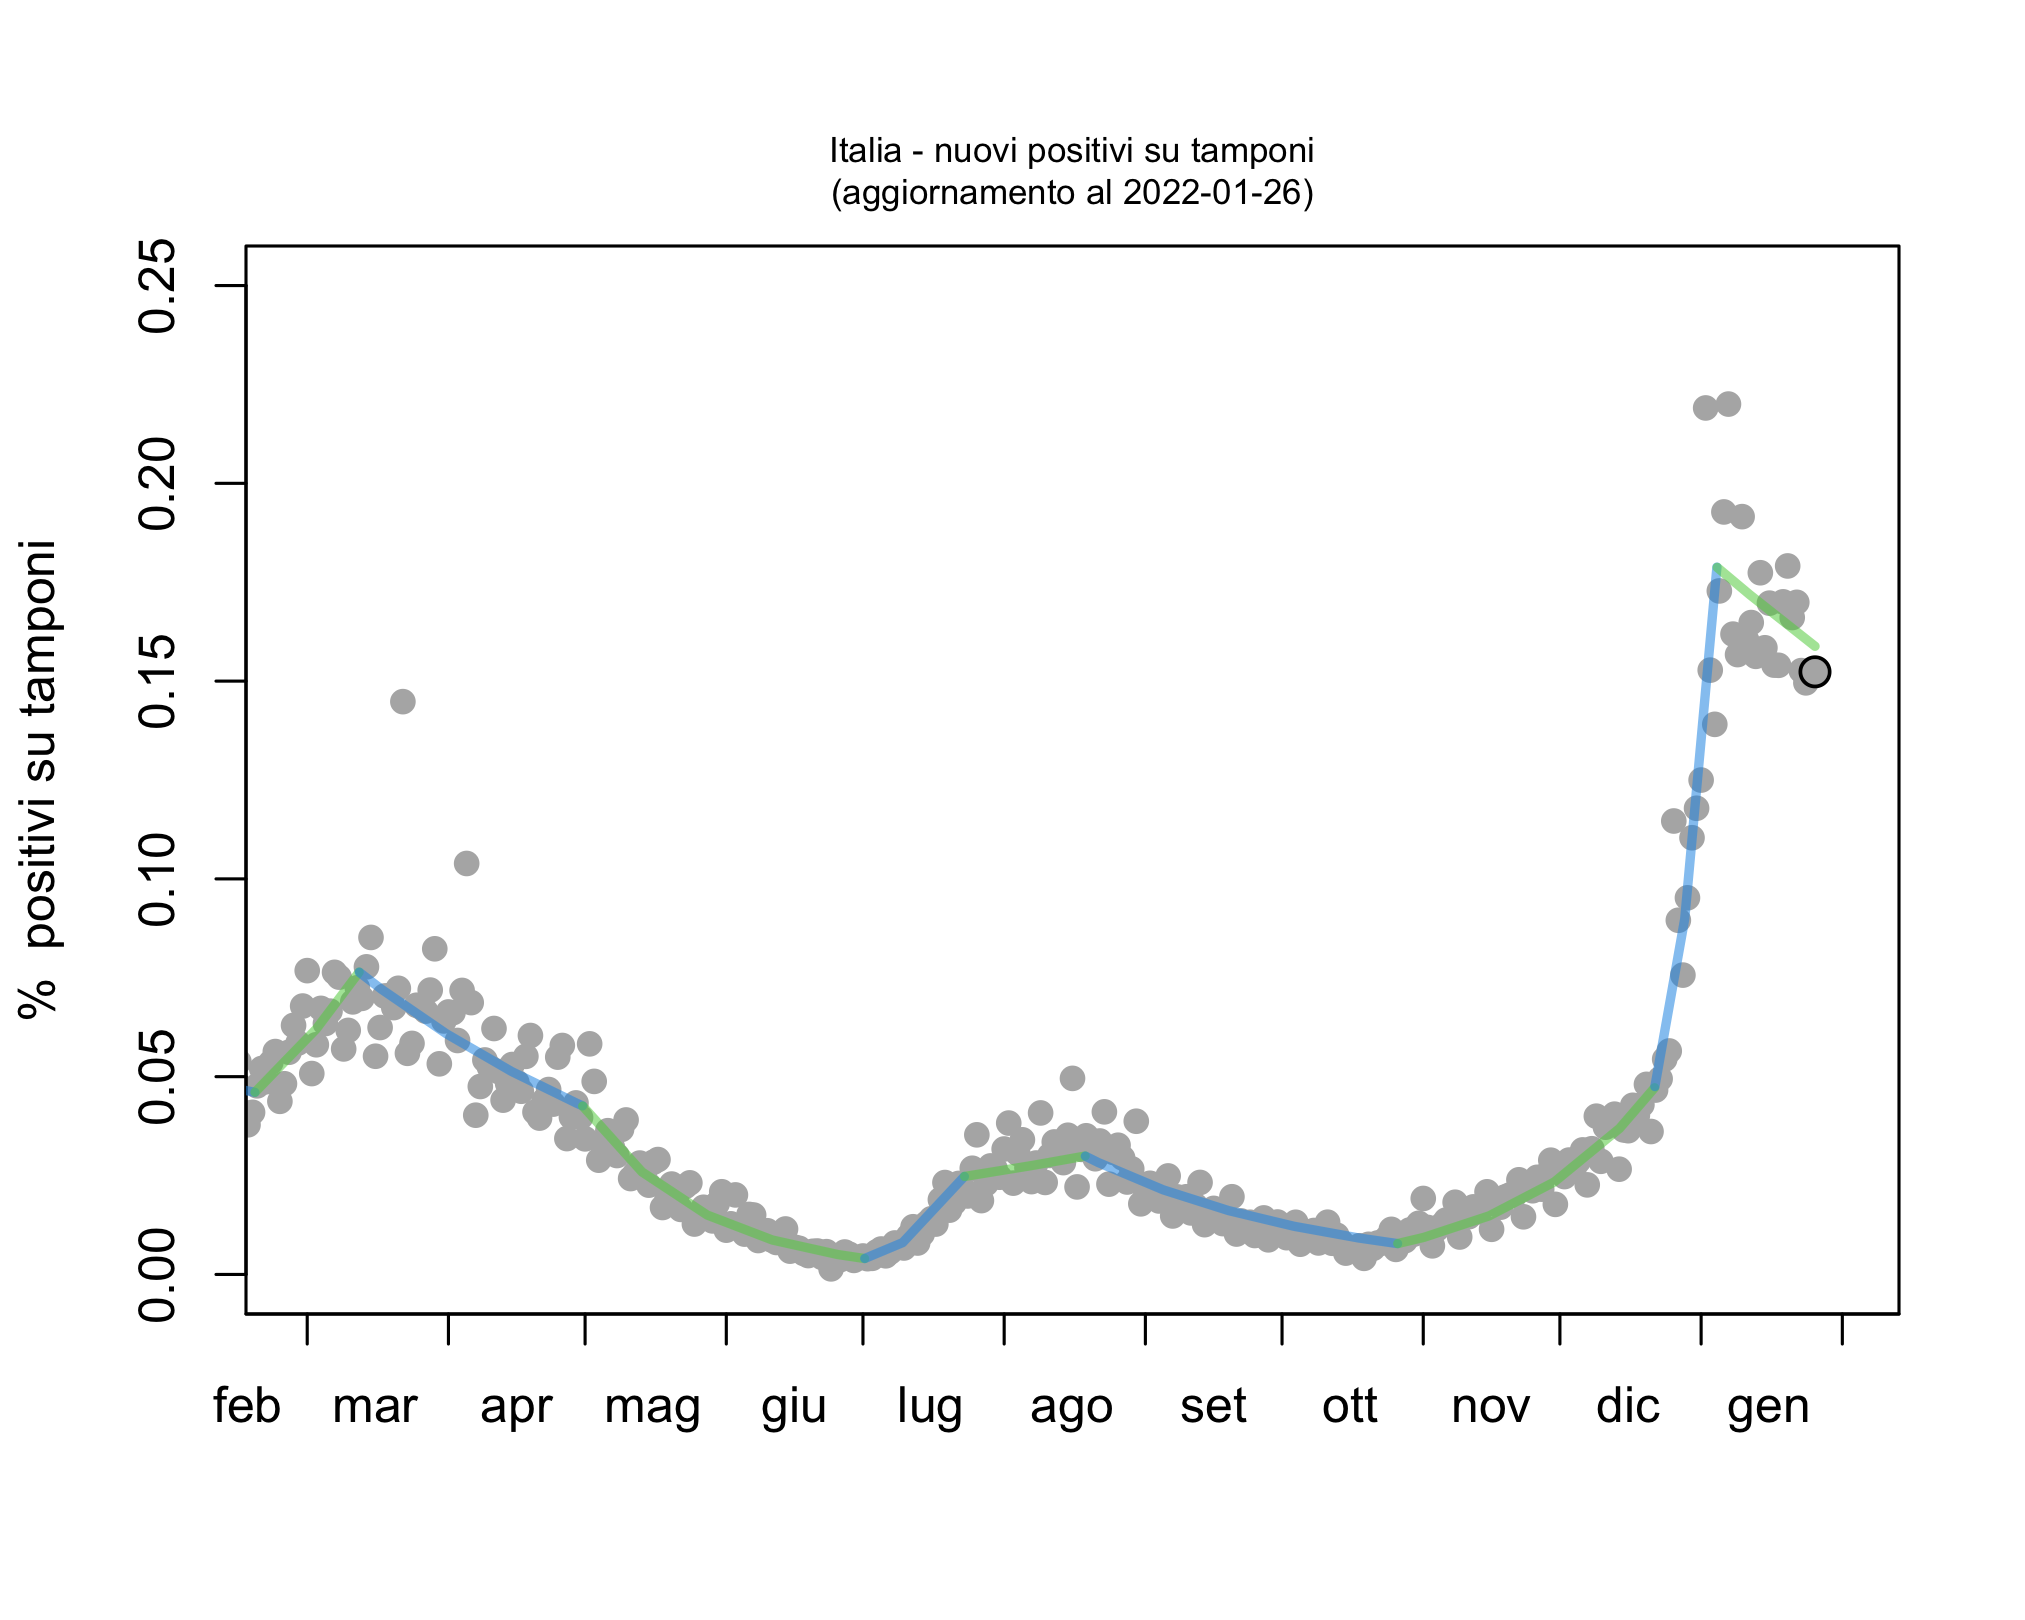 Italia - nuovi positivi su tamponi
(aggiornamento al 2022-01-26)
% positivi su tamponi
0.25
0.20
0.15
0.10
0.05
0.00
feb mar apr mag giu lug ago set ott nov dic gen